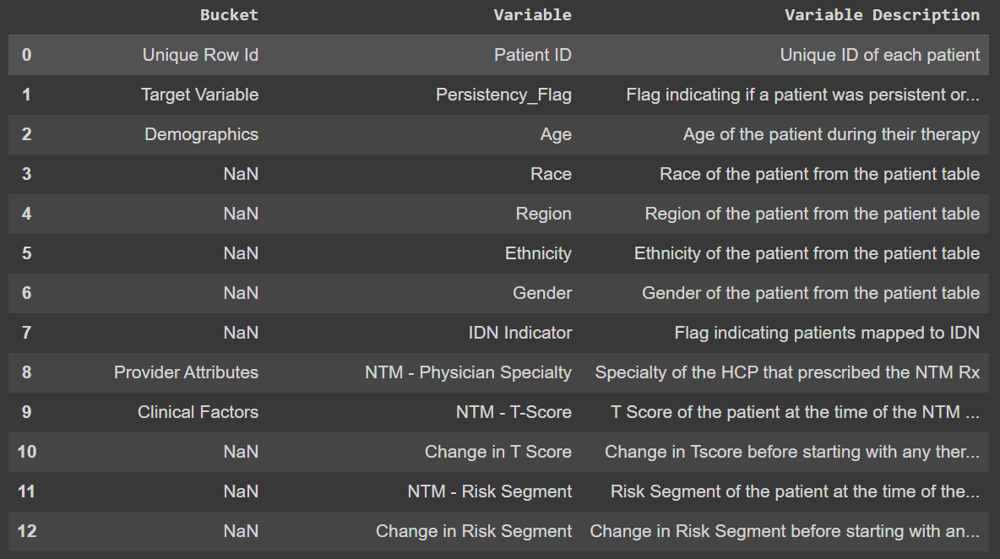 Bucket Variable Variable Description
0 Unique Row Id Patient ID Unique ID of each patient
1 Target Variable Persistency_Flag Flag indicating if a patient was persistent or...
2 Demographics Age Age of the patient during their therapy
3 NaN Race Race of the patient from the patient table
4 NaN Region Region of the patient from the patient table
5 NaN Ethnicity Ethnicity of the patient from the patient table
6 NaN Gender Gender of the patient from the patient table
7 NaN IDN Indicator Flag indicating patients mapped to IDN
8 Provider Attributes NTM - Physician Specialty Specialty of the HCP that prescribed the NTM Rx
9 Clinical Factors NTM - T-Score T Score of the patient at the time of the NTM ...
10 NaN Change in T Score Change in Tscore before starting with any ther...
11 NaN NTM - Risk Segment Risk Segment of the patient at the time of the...
12 NaN Change in Risk Segment Change in Risk Segment before starting with an...